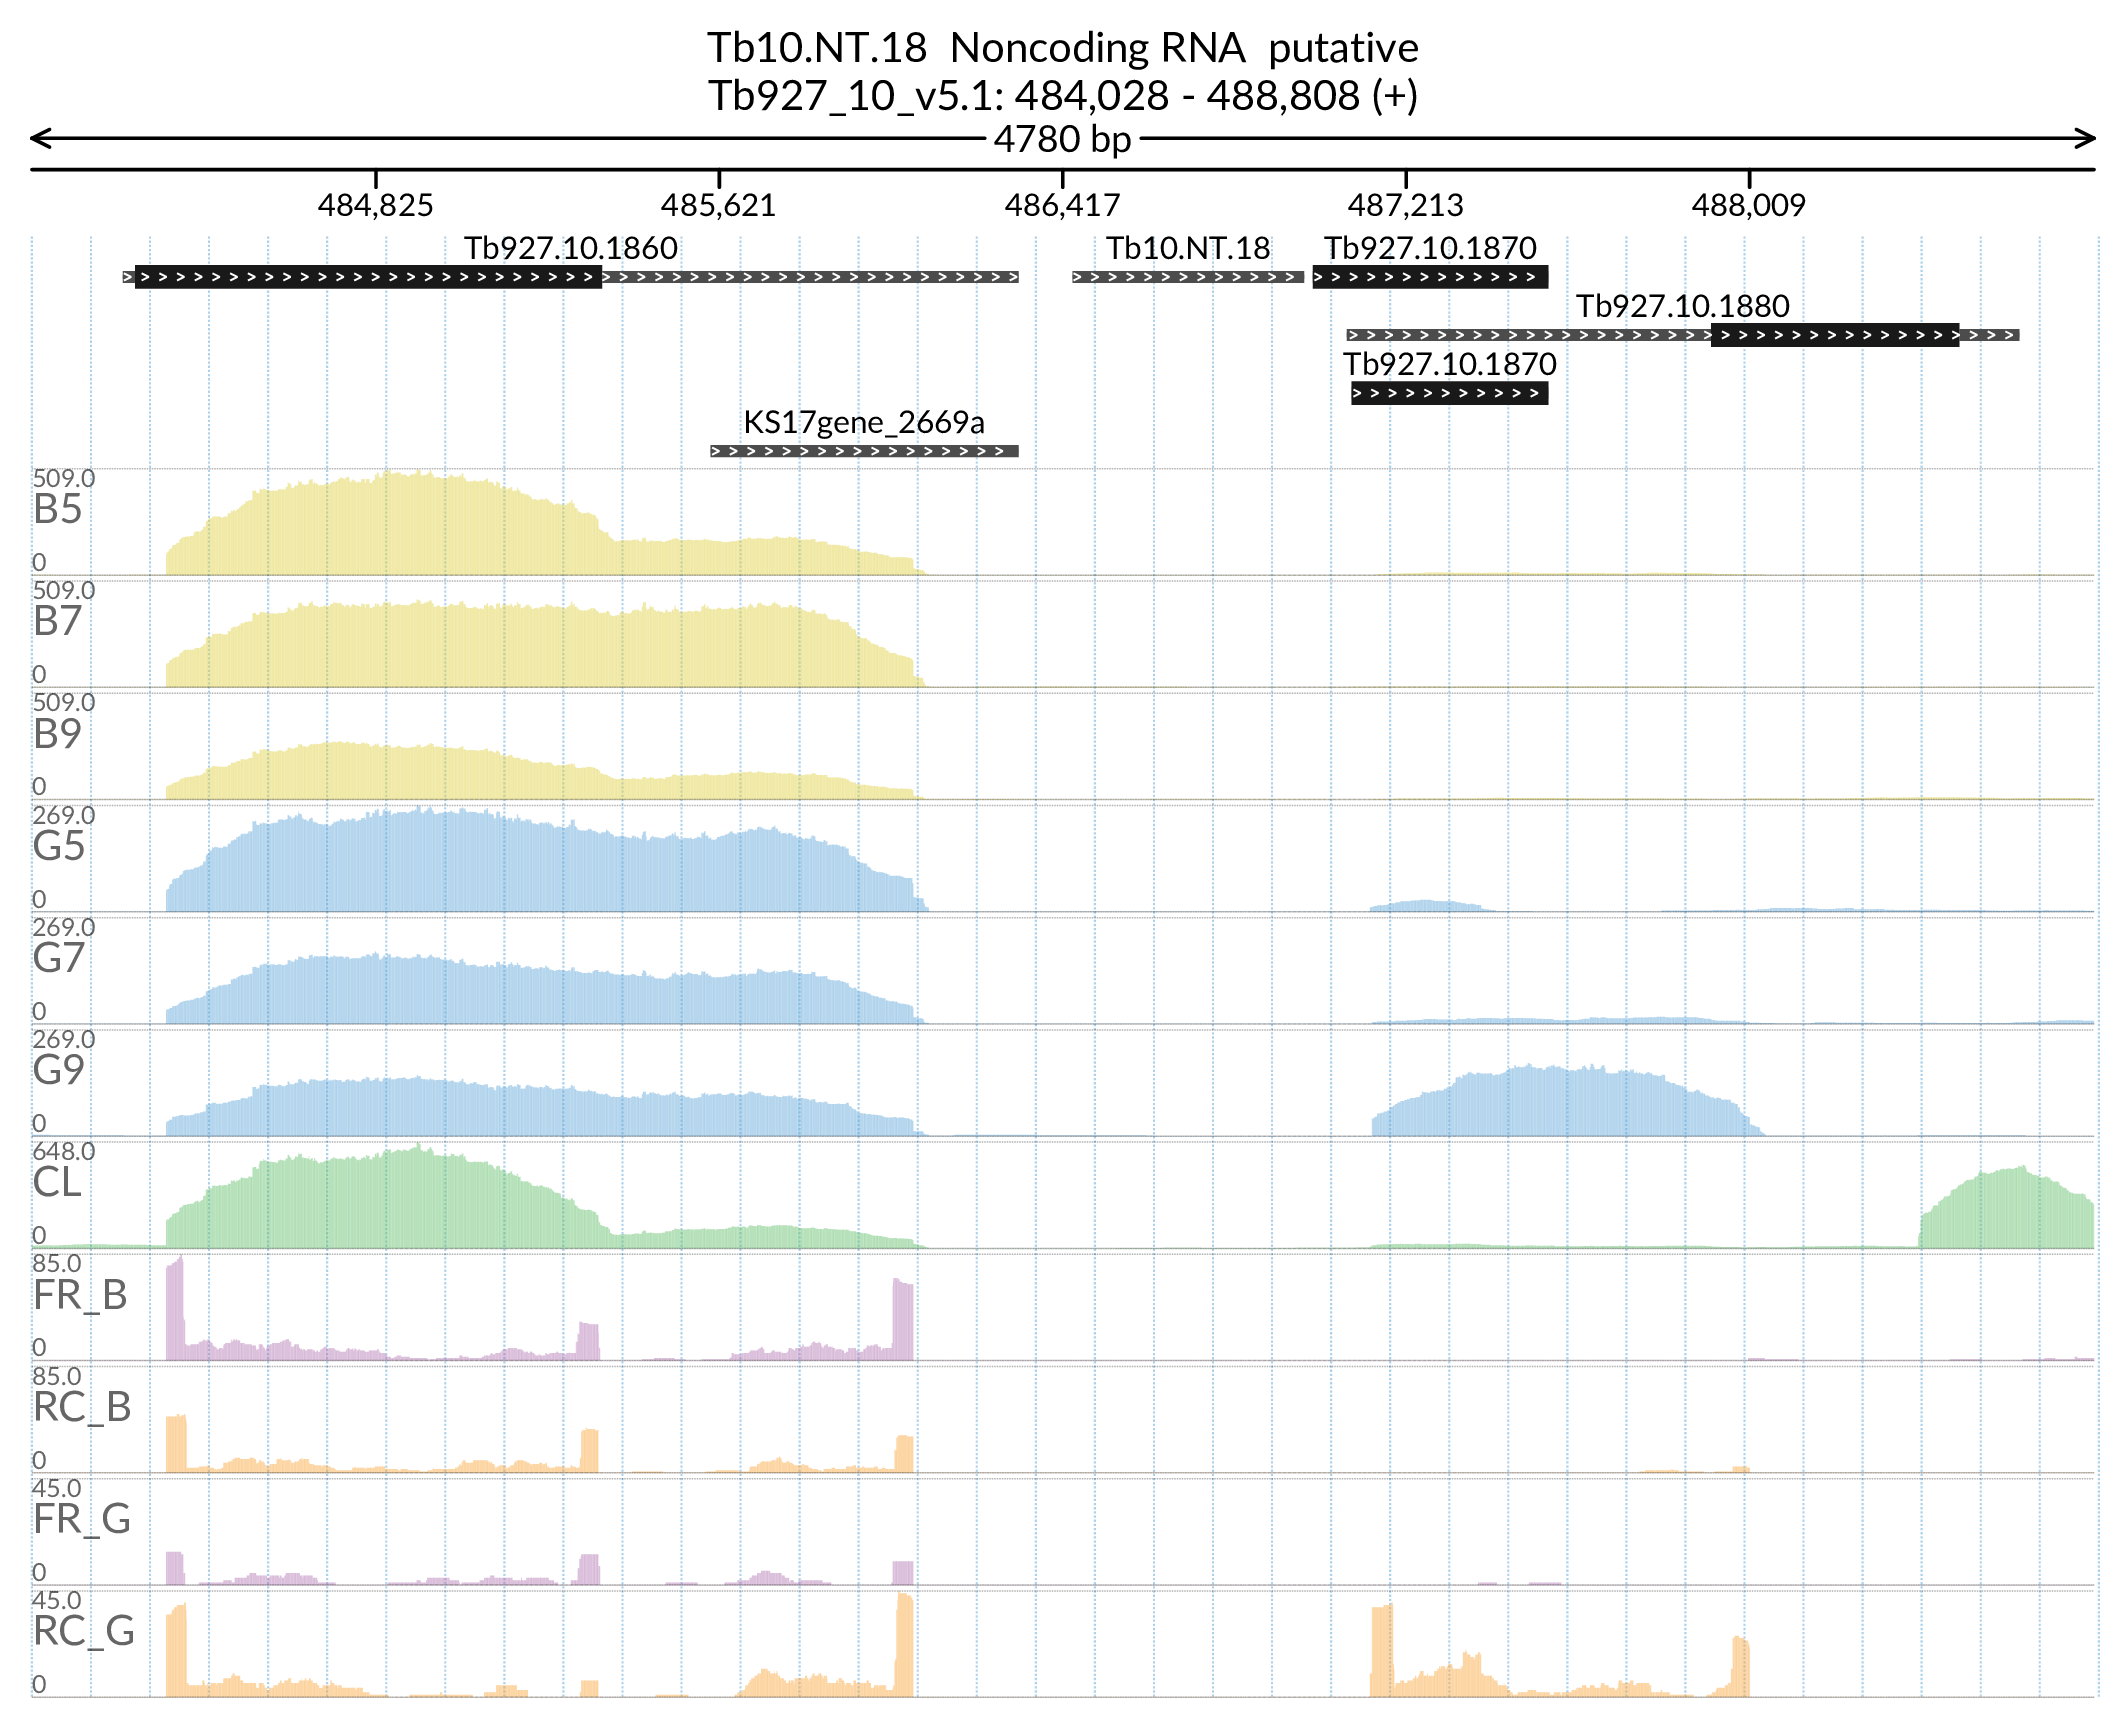 Tb10.NT.18 Noncoding RNA putative
Tb927_10_v5.1: 484,028 - 488,808 (+)
4780 bp
484,825 485,621 486,417 487,213 488,009
Tb927.10.1860 Tb10.NT.18 Tb927.10.1870
Tb927.10.1880
Tb927.10.1870
KS17gene_2669a
509.0
B5
0
509.0
B7
0
509.0
B9
0
269.0
G5
0
269.0
G7
0
269.0
G9
0
648.0
CL
0
85.0
FR_B
0
85.0
RC_B
0
45.0
FR_G
0
45.0
RC_G
0